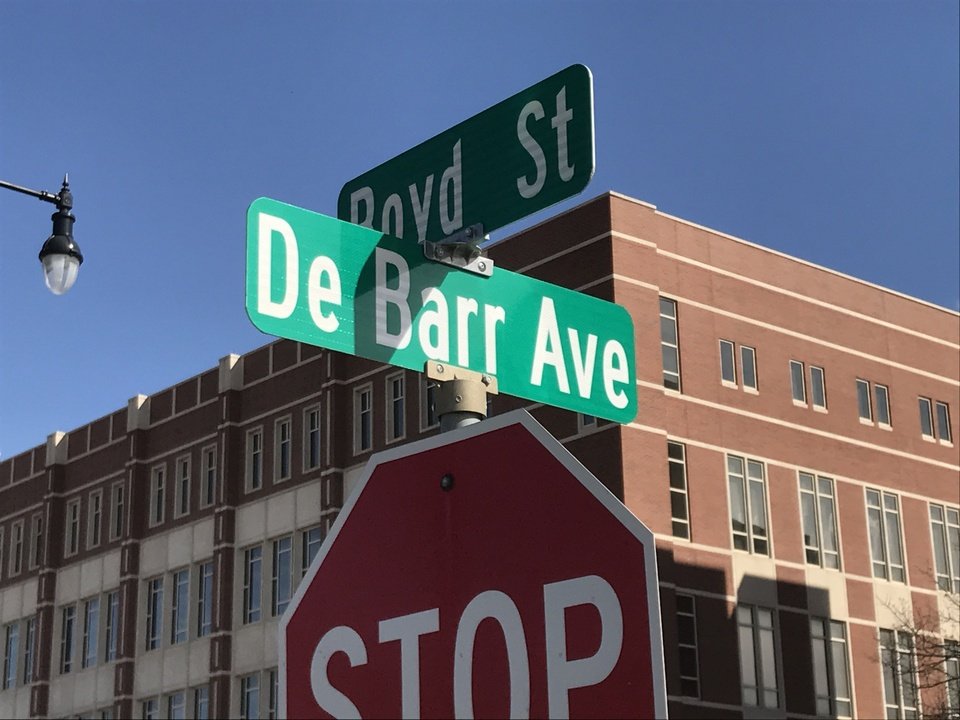 Boyd St
De Barr Ave
STOP